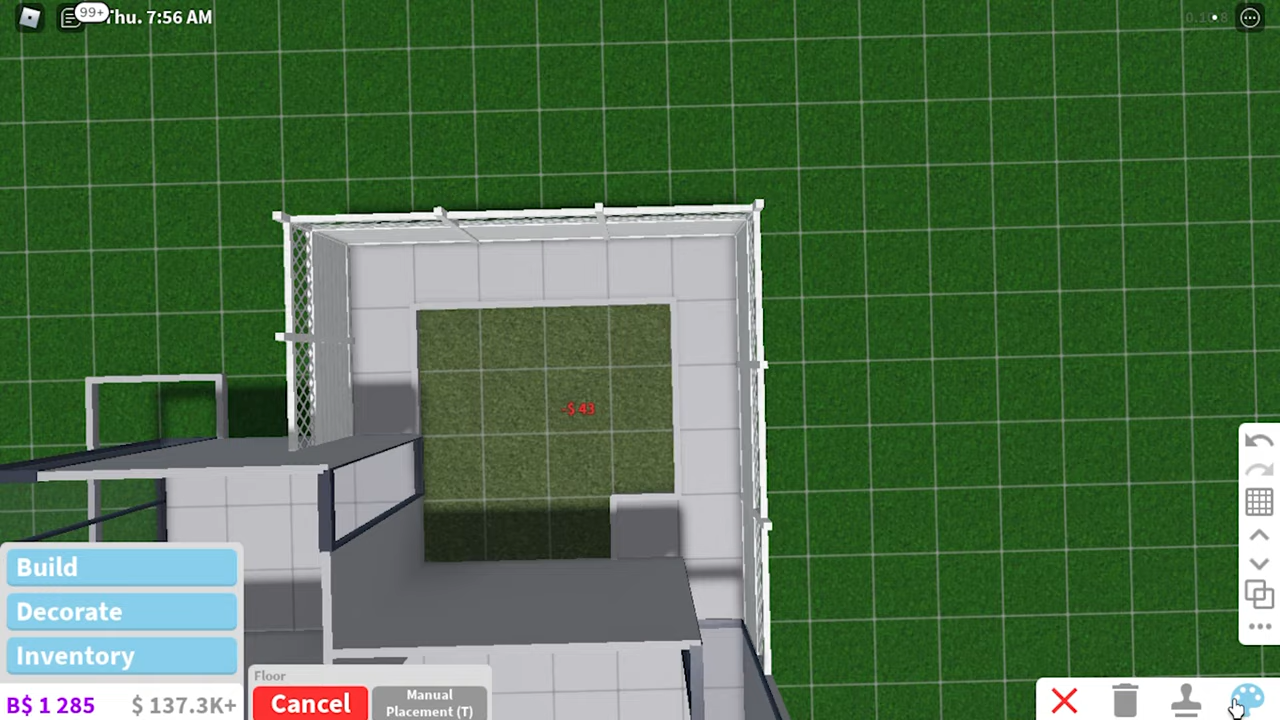 99+
Thu. 7:56 AM
-$ 43
Build
Decorate
Inventory
B$ 1 285
$ 137.3K+
Floor
Cancel
Manual
Placement (T)